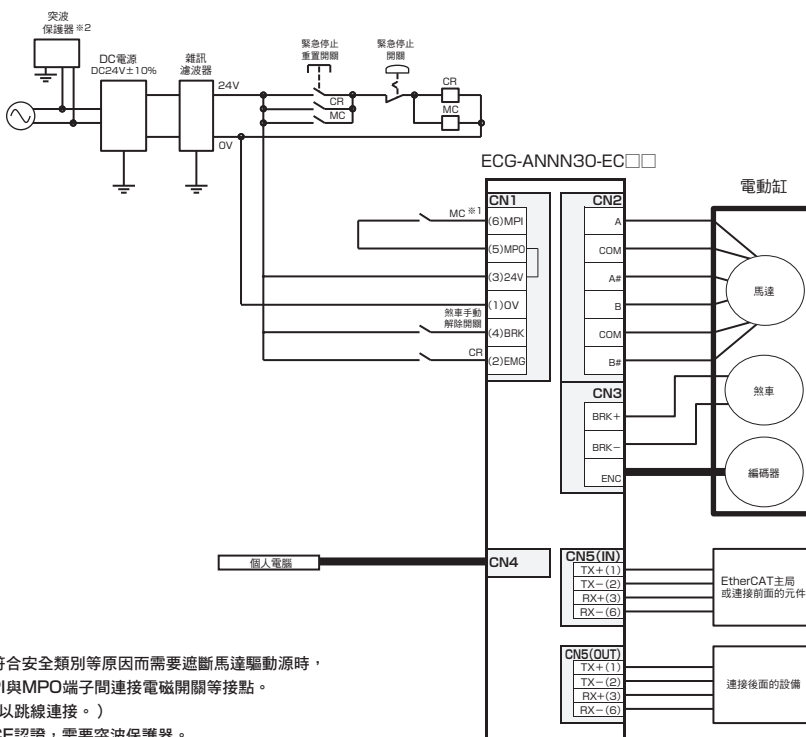 突波
保護器※2
DC電源
DC24V±10%
雜訊
濾波器
24V
0V
緊急停止
重置開關
緊急停止
開關
CR
MC
CR
MC
ECG-ANNN30-EC□□
電動缸
CN1
MC ※1
(6)MPI
(5)MPO
(3)24V
(1)0V
煞車手動
解除開關
(4)BRK
CR
(2)EMG
CN2
A
COM
A#
B
COM
B#
馬達
CN3
BRK+
BRK−
ENC
煞車
編碼器
個人電腦
CN4
CN5(IN)
TX+(1)
TX−(2)
RX+(3)
RX−(6)
EtherCAT主局
或連接前面的元件
CN5(OUT)
TX+(1)
TX−(2)
RX+(3)
RX−(6)
連接後面的設備
符合安全類別等原因而需要遮斷馬達驅動源時，
與MPO端子間連接電磁開關等接點。
以跳線連接。）
認證，需要突波保護器。